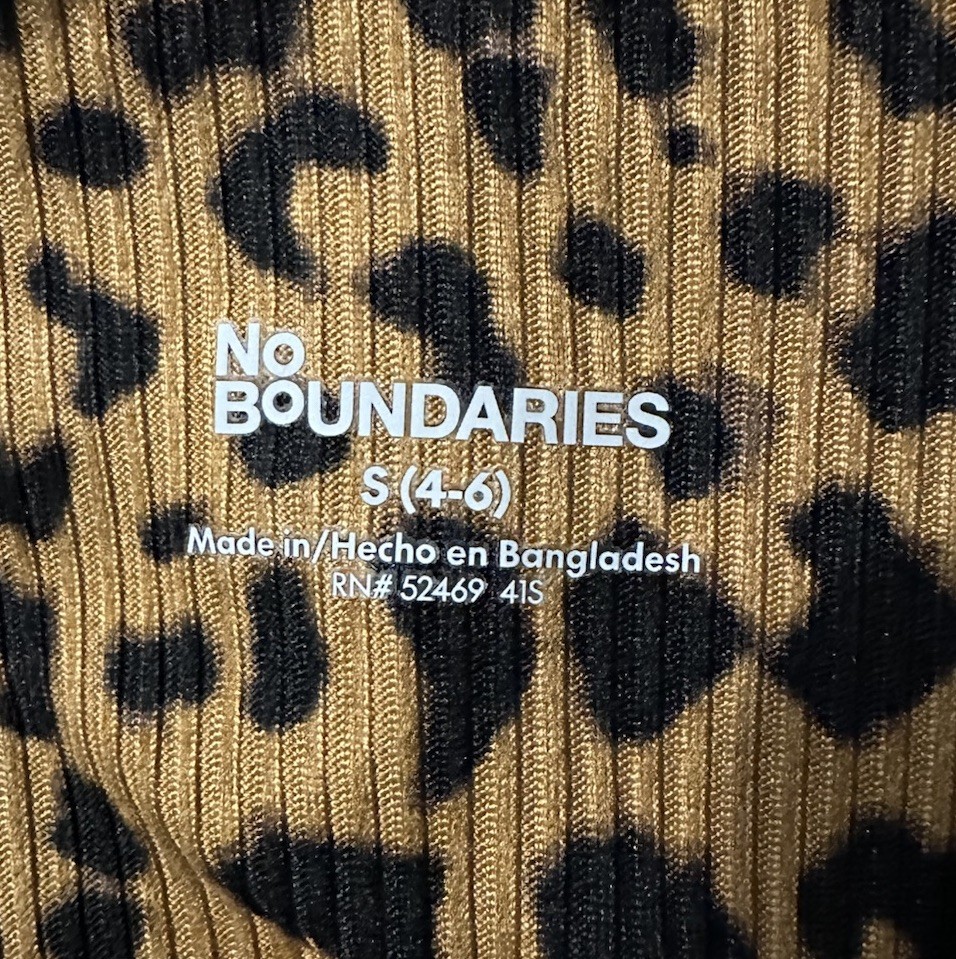 No
BOUNDARIES
S (4-6)
Made in/Hecho en Bangladesh
RN# 52469 41S